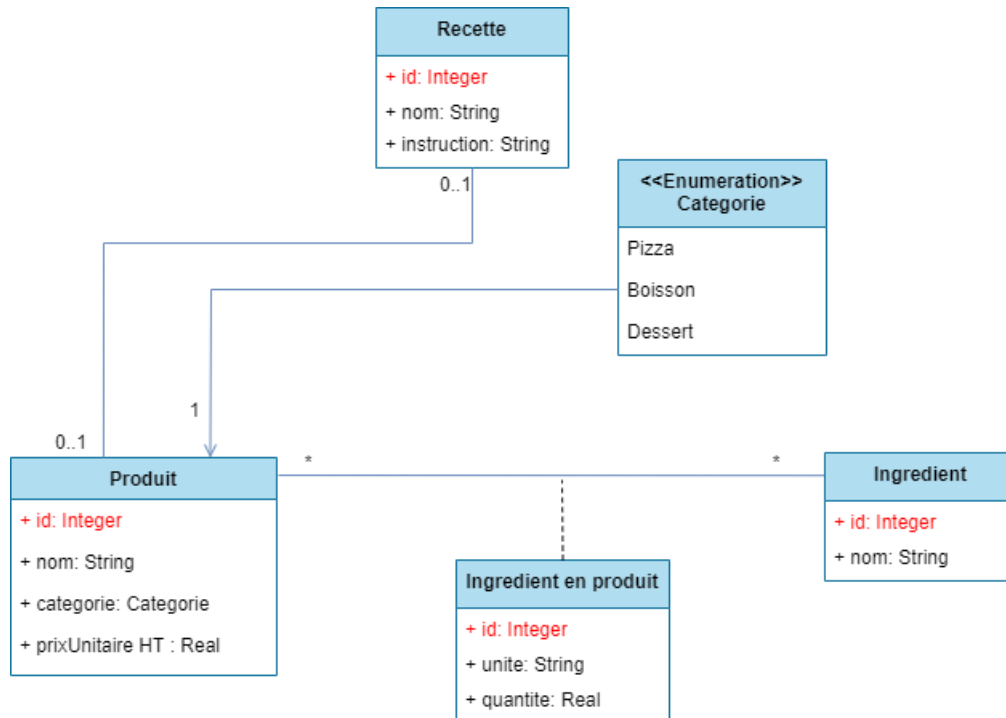 Recette
+ id: Integer
+ nom: String
+ instruction: String
0..1
<<Enumeration>>
Categorie
Pizza
Boisson
Dessert
1
0..1
Produit
+ id: Integer
+ nom: String
+ categorie: Categorie
+ prixUnitaire HT : Real
*
*
Ingredient
+ id: Integer
+ nom: String
Ingredient en produit
+ id: Integer
+ unite: String
+ quantite: Real